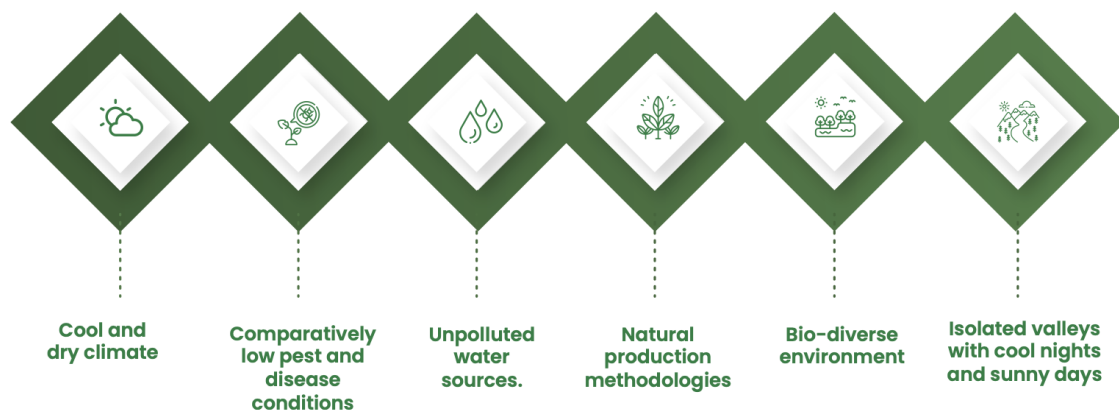 Cool and
dry climate
Comparatively
low pest and
disease
conditions
Unpolluted
water
sources.
Natural
production
methodologies
Bio-diverse
environment
Isolated valleys
with cool nights
and sunny days